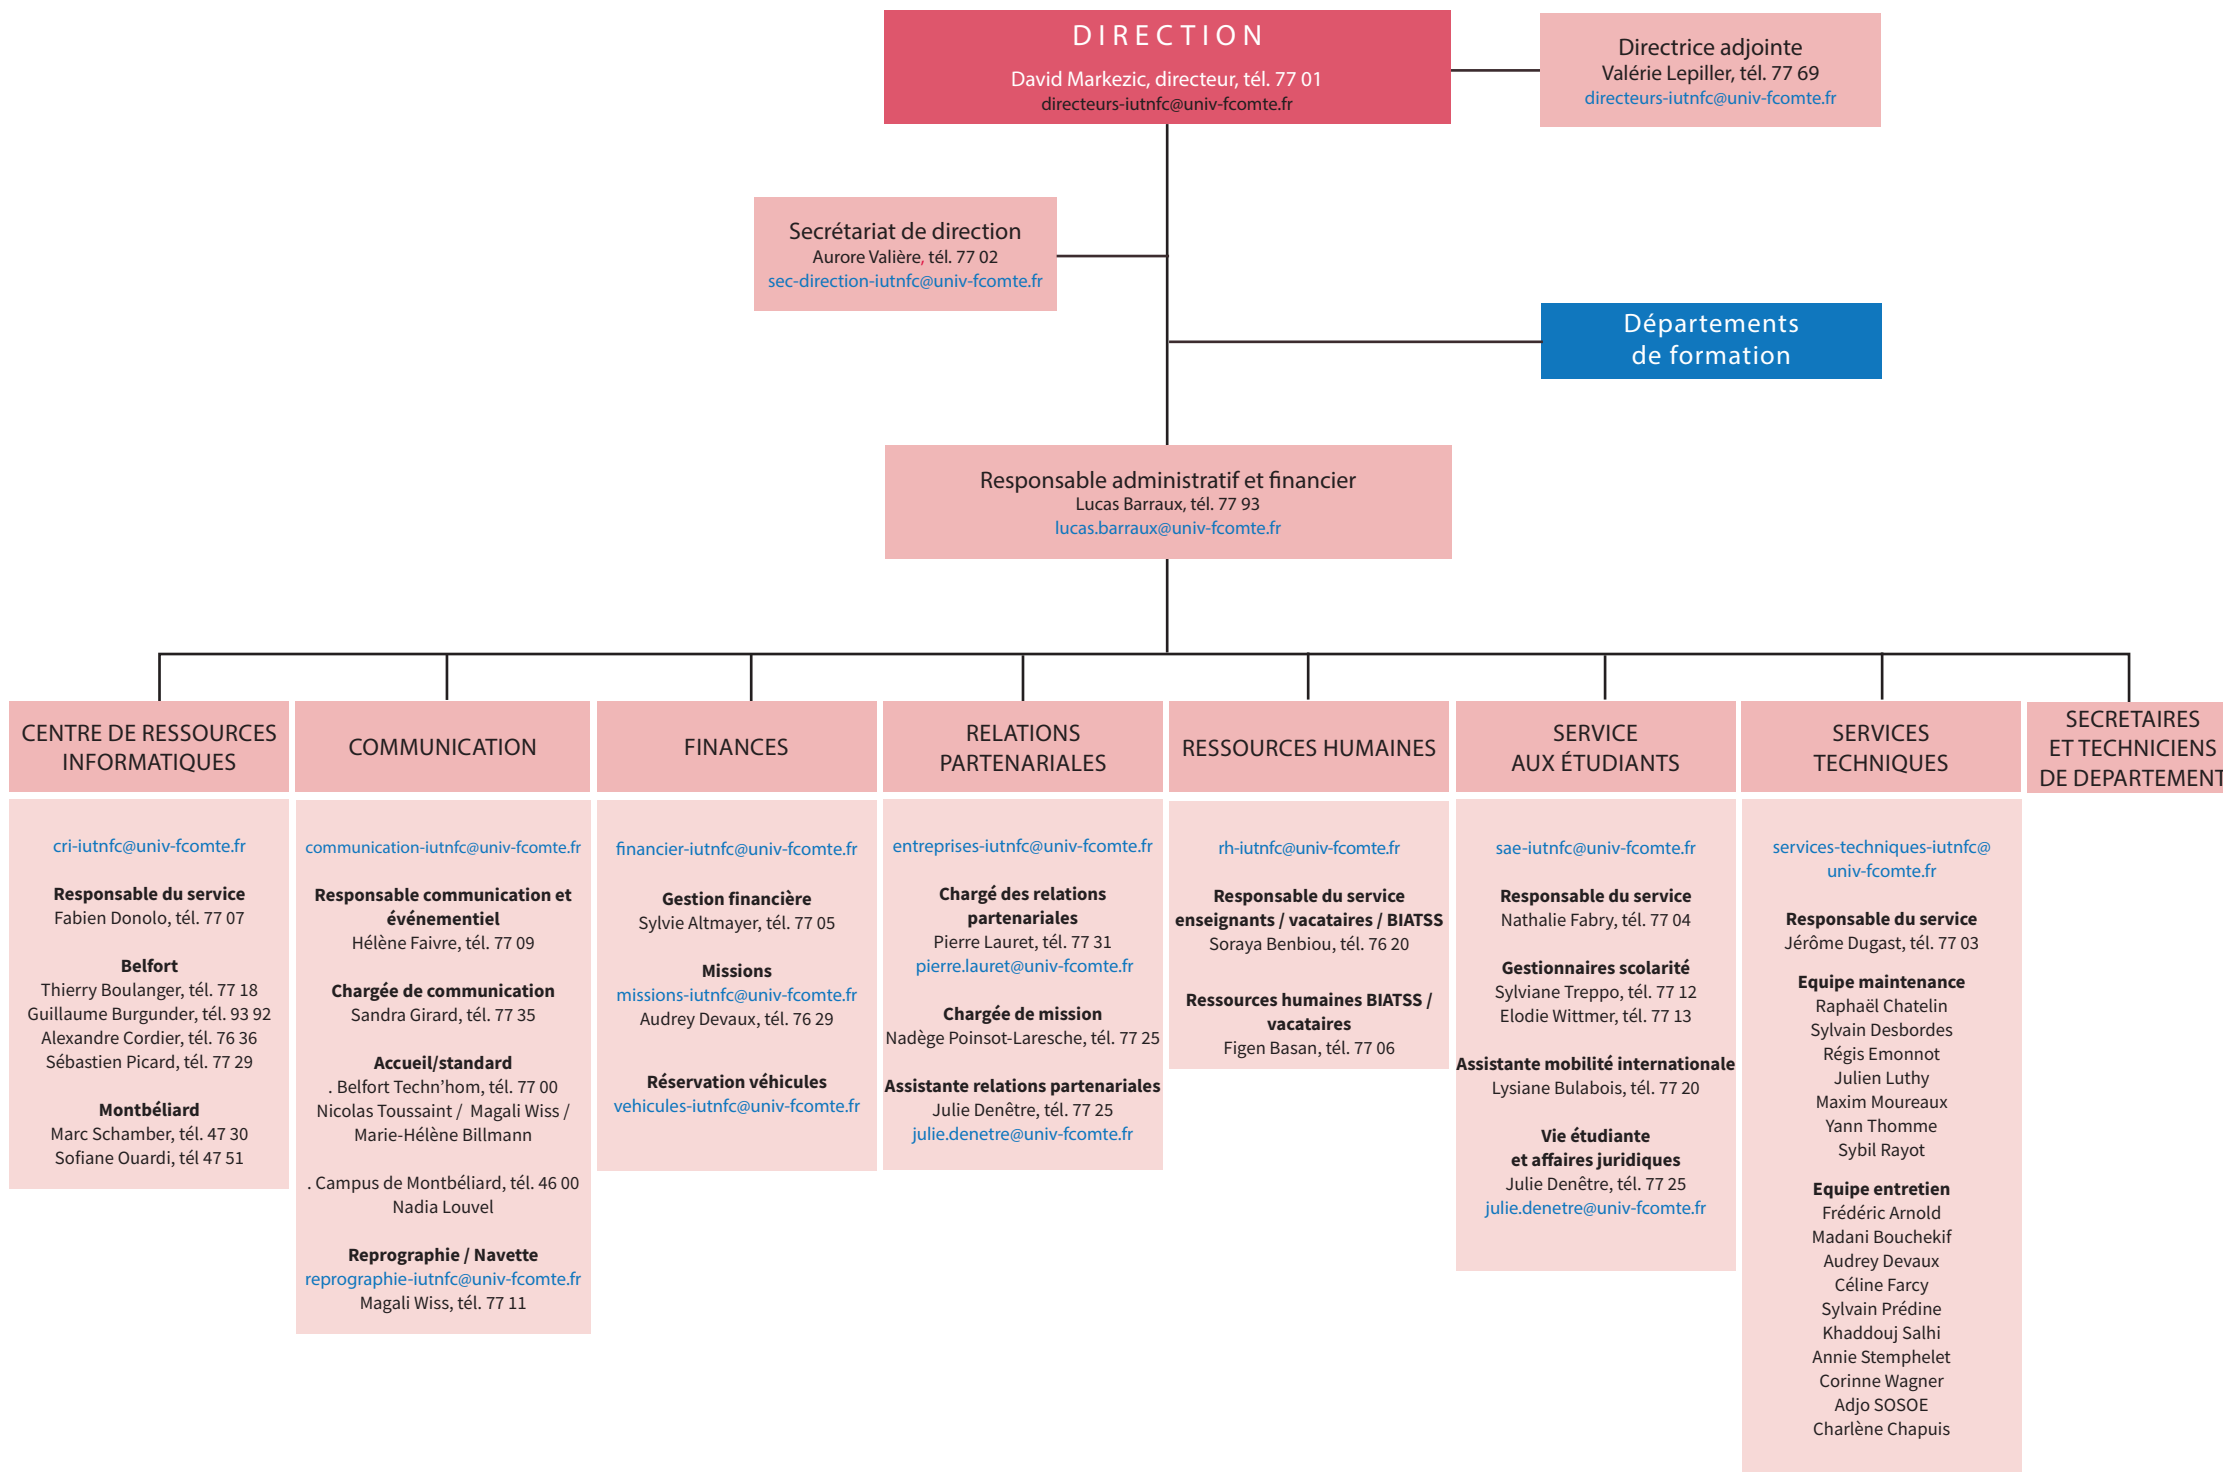 DIRECTION
David Markezic, directeur, tél. 77 01
directeurs-iutnfc@univ-fcomte.fr
Directrice adjointe
Valérie Lepiller, tél. 77 69
directeurs-iutnfc@univ-fcomte.fr
Secrétariat de direction
Aurore Valière, tél. 77 02
sec-direction-iutnfc@univ-fcomte.fr
Départements
de formation
Responsable administratif et financier
Lucas Barraux, tél. 77 93
lucas.barraux@univ-fcomte.fr
CENTRE DE RESSOURCES
INFORMATIQUES
cri-iutnfc@univ-fcomte.fr
Responsable du service
Fabien Donolo, tél. 77 07
Belfort
Thierry Boulanger, tél. 77 18
Guillaume Burgunder, tél. 93 92
Alexandre Cordier, tél. 76 36
Sébastien Picard, tél. 77 29
Montbéliard
Marc Schamber, tél. 47 30
Sofiane Ouardi, tél 47 51
COMMUNICATION
communication-iutnfc@univ-fcomte.fr
Responsable communication et
événementiel
Hélène Faivre, tél. 77 09
Chargée de communication
Sandra Girard, tél. 77 35
Accueil/standard
. Belfort Techn’hom, tél. 77 00
Nicolas Toussaint / Magali Wiss /
Marie-Hélène Billmann
. Campus de Montbéliard, tél. 46 00
Nadia Louvel
Reprographie / Navette
reprographie-iutnfc@univ-fcomte.fr
Magali Wiss, tél. 77 11
FINANCES
financier-iutnfc@univ-fcomte.fr
Gestion financière
Sylvie Altmayer, tél. 77 05
Missions
missions-iutnfc@univ-fcomte.fr
Audrey Devaux, tél. 76 29
Réservation véhicules
vehicules-iutnfc@univ-fcomte.fr
RELATIONS
PARTENARIALES
entreprises-iutnfc@univ-fcomte.fr
Chargé des relations
partenariales
Pierre Lauret, tél. 77 31
pierre.lauret@univ-fcomte.fr
Chargée de mission
Nadège Poinsot-Laresche, tél. 77 25
Assistante relations partenariales
Julie Denêtre, tél. 77 25
julie.denetre@univ-fcomte.fr
RESSOURCES HUMAINES
rh-iutnfc@univ-fcomte.fr
Responsable du service
enseignants / vacataires / BIATSS
Soraya Benbiou, tél. 76 20
Ressources humaines BIATSS /
vacataires
Figen Basan, tél. 77 06
SERVICE
AUX ÉTUDIANTS
sae-iutnfc@univ-fcomte.fr
Responsable du service
Nathalie Fabry, tél. 77 04
Gestionnaires scolarité
Sylviane Treppo, tél. 77 12
Elodie Wittmer, tél. 77 13
Assistante mobilité internationale
Lysiane Bulabois, tél. 77 20
Vie étudiante
et affaires juridiques
Julie Denêtre, tél. 77 25
julie.denetre@univ-fcomte.fr
SERVICES
TECHNIQUES
services-techniques-iutnfc@
univ-fcomte.fr
Responsable du service
Jérôme Dugast, tél. 77 03
Equipe maintenance
Raphaël Chatelin
Sylvain Desbordes
Régis Emonnot
Julien Luthy
Maxim Moureaux
Yann Thomme
Sybil Rayot
Equipe entretien
Frédéric Arnold
Madani Bouchekif
Audrey Devaux
Céline Farcy
Sylvain Prédine
Khaddouj Salhi
Annie Stemphelet
Corinne Wagner
Adjo SOSOE
Charlène Chapuis
SECRETAIRES
ET TECHNICIENS
DE DEPARTEMENT